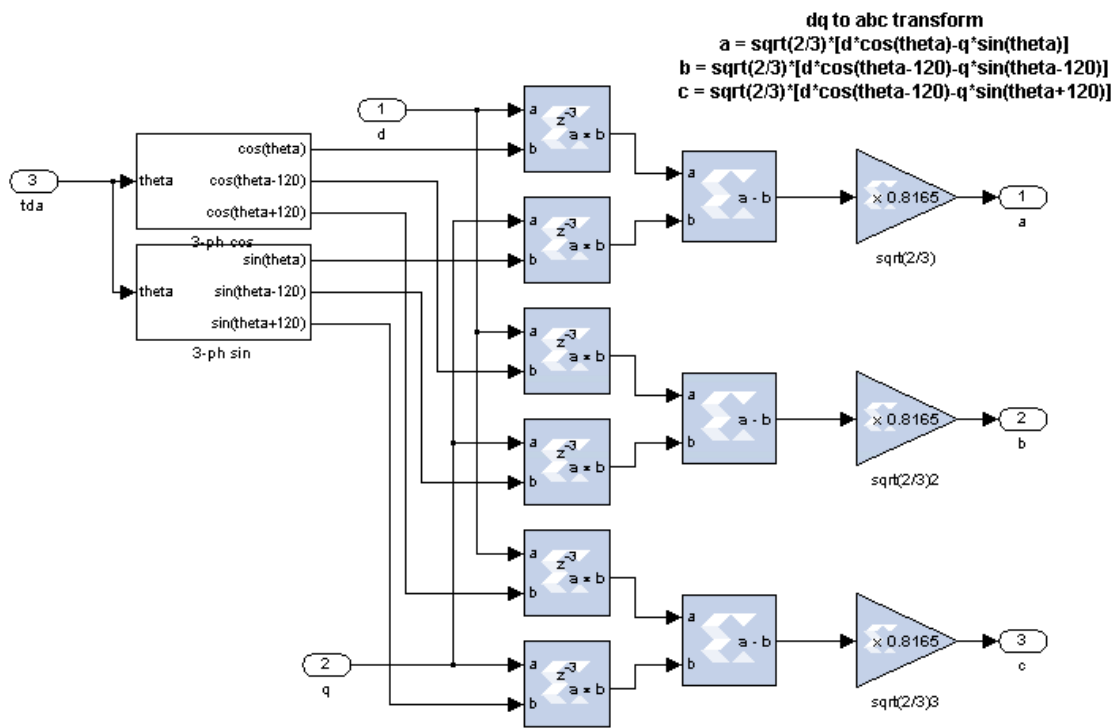 dq to abc transform
a = sqrt(2/3)*[d*cos(theta)-q*sin(theta)]
b = sqrt(2/3)*[d*cos(theta-120)-q*sin(theta-120)]
c = sqrt(2/3)*[d*cos(theta-120)-q*sin(theta+120)]
1
d
3
tda
theta
cos(theta)
cos(theta-120)
cos(theta+120)
3-ph cos
theta
sin(theta)
sin(theta-120)
sin(theta+120)
3-ph sin
2
q
a
b
z-3
a × b
a
b
z-3
a × b
a
b
a - b
x 0.8165
sqrt(2/3)
1
a
a
b
z-3
a × b
a
b
z-3
a × b
a
b
a - b
x 0.8165
sqrt(2/3)2
2
b
a
b
z-3
a × b
a
b
z-3
a × b
a
b
a - b
x 0.8165
sqrt(2/3)3
3
c